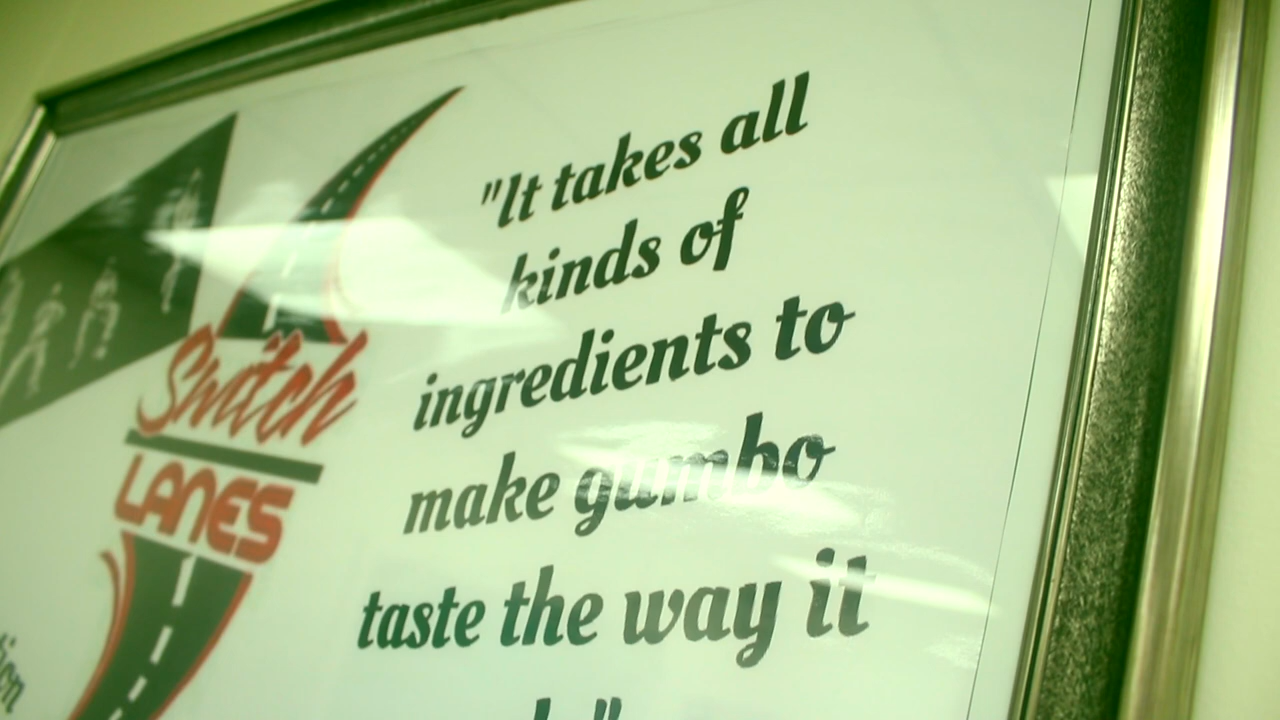 Switch
LANES
"It takes all
kinds of
ingredients to
make gumbo
taste the way it